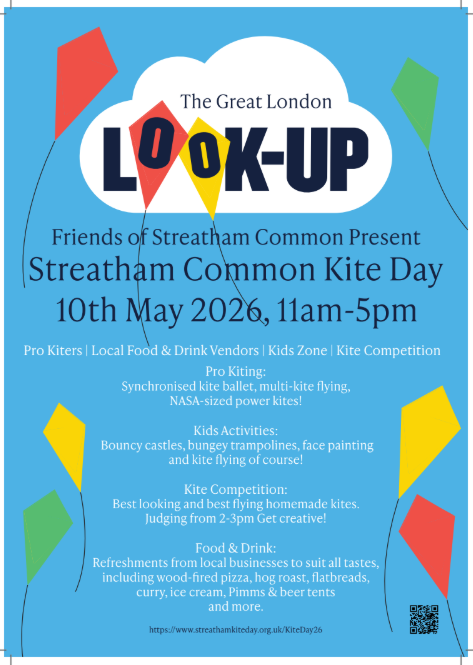 The Great London
LOOK-UP
Friends of Streatham Common Present
Streatham Common Kite Day
10th May 2026, 11am-5pm
Pro Kiters | Local Food & Drink Vendors | Kids Zone | Kite Competition
Pro Kiting:
Synchronised kite ballet, multi-kite flying,
NASA-sized power kites!
Kids Activities:
Bouncy castles, bungey trampolines, face painting
and kite flying of course!
Kite Competition:
Best looking and best flying homemade kites.
Judging from 2-3pm Get creative!
Food & Drink:
Refreshments from local businesses to suit all tastes,
including wood-fired pizza, hog roast, flatbreads,
curry, ice cream, Pimms & beer tents
and more.
https://www.streathamkiteday.org.uk/KiteDay26